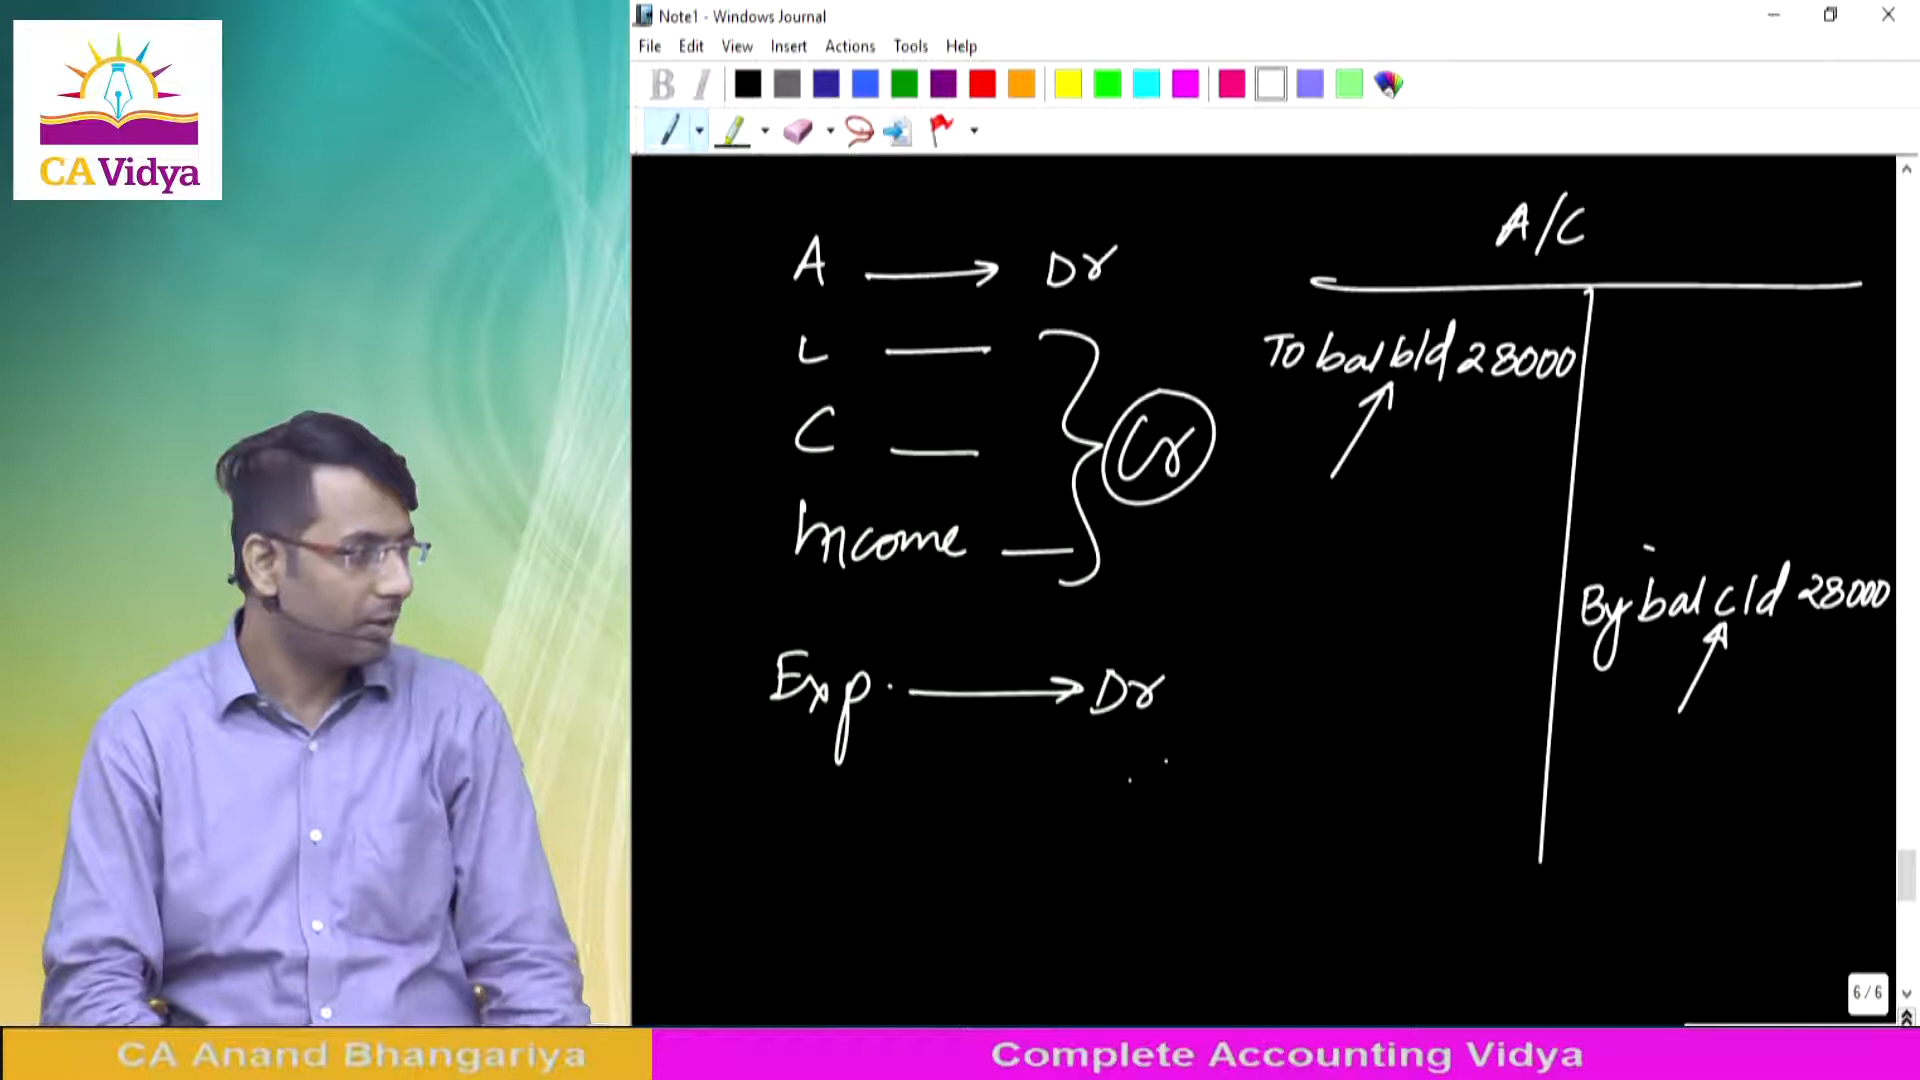 CA Vidya
Note1 - Windows Journal
File Edit View Insert Actions Tools Help
B I
A/C
A → Dr
L —
C —
Cr
Income —
Exp. → Dr
To bal b/d 28000
By bal c/d 28000
6 / 6
CA Anand Bhangariya
Complete Accounting Vidya